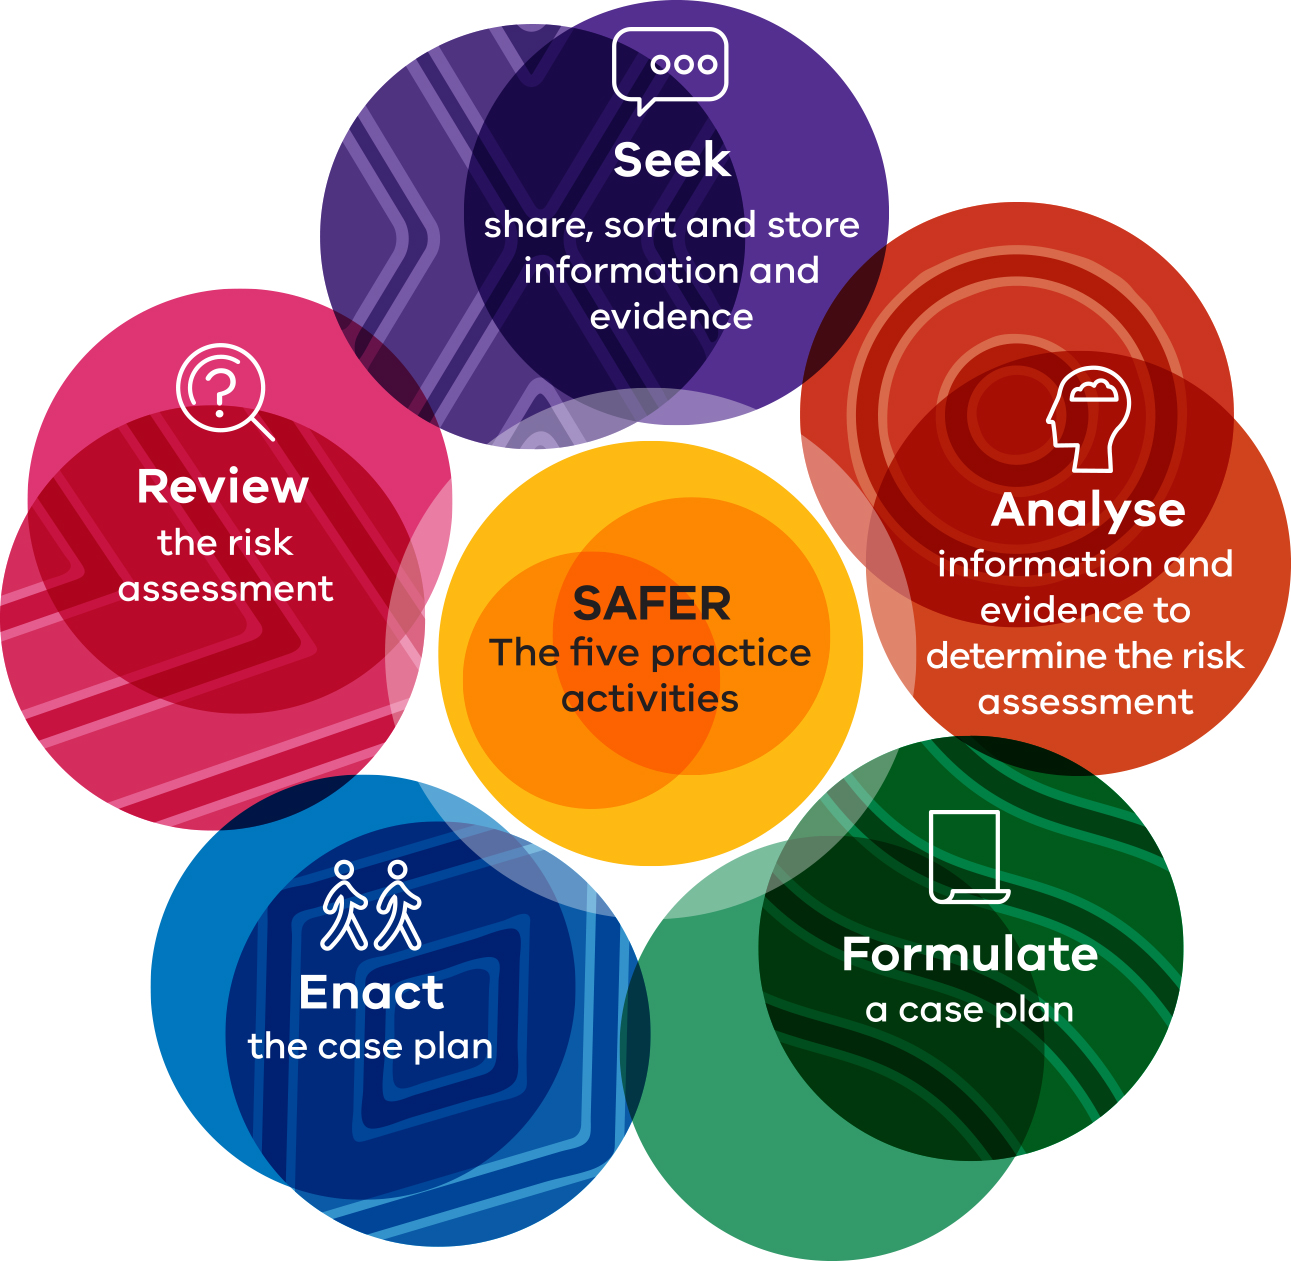 Seek
share, sort and store
information and
evidence
Analyse
information and
evidence to
determine the risk
assessment
Formulate
a case plan
Enact
the case plan
Review
the risk
assessment
SAFER
The five practice
activities